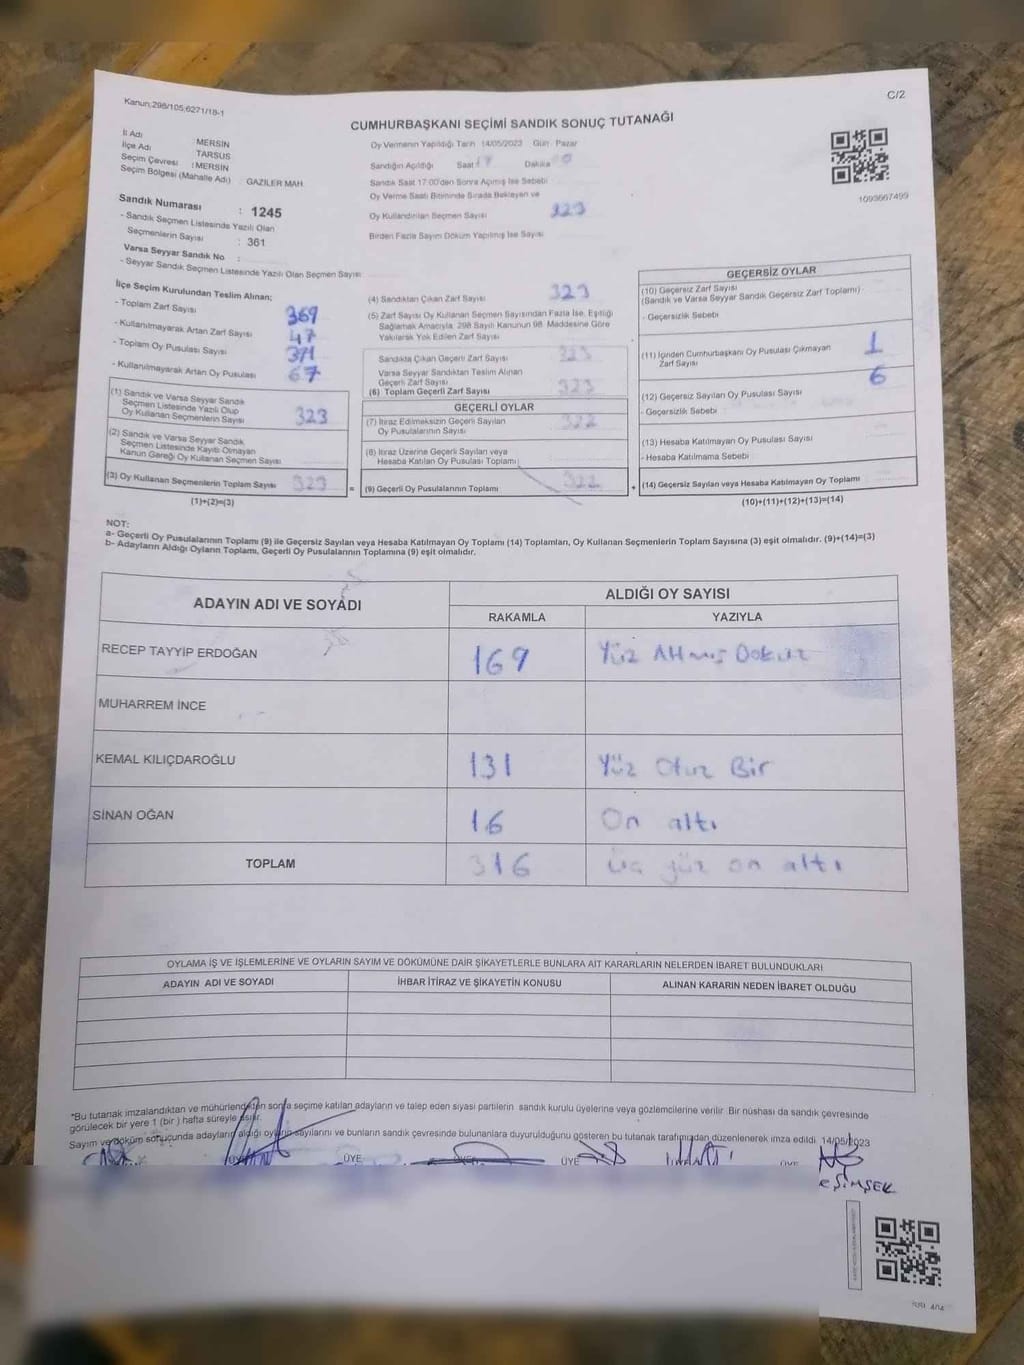 Kanun;298/105;6271/18-1
C/2
CUMHURBAŞKANI SEÇİMİ SANDIK SONUÇ TUTANAĞI
İl Adı MERSİN
İlçe Adı TARSUS
Seçim Çevresi : MERSİN
Seçim Bölgesi (Mahalle Adı) GAZİLER MAH.
Sandık Numarası : 1245
- Sandık Seçmen Listesinde Yazılı Olan
Seçmenlerin Sayısı : 361
Varsa Seyyar Sandık No :
- Seyyar Sandık Seçmen Listesinde Yazılı Olan Seçmen Sayısı
Oy Vermenin Yapıldığı Tarih 14/05/2023 Gün Pazar
Sandığın Açıldığı Saat Dakika
Sandık Saat 17:00'den Sonra Açılmış İse Sebebi
Oy Verme Saati Bitiminde Sırada Bekleyen ve
Oy Kullandırılan Seçmen Sayısı 323
Birden Fazla Sayım Döküm Yapılmış İse Sayısı
1093667499
İlçe Seçim Kurulundan Teslim Alınan;
- Toplam Zarf Sayısı 369
- Kullanılmayarak Artan Zarf Sayısı 47
- Toplam Oy Pusulası Sayısı 371
- Kullanılmayarak Artan Oy Pusulası 67
(1) Sandık ve Varsa Seyyar Sandık
Seçmen Listesinde Yazılı Olup
Oy Kullanan Seçmenlerin Sayısı 323
(2) Sandık ve Varsa Seyyar Sandık
Seçmen Listesinde Kayıtlı Olmayan
Kanun Gereği Oy Kullanan Seçmen Sayısı
(3) Oy Kullanan Seçmenlerin Toplam Sayısı 323 =
(1)+(2)=(3)
(4) Sandıktan Çıkan Zarf Sayısı 323
(5) Zarf Sayısı Oy Kullanan Seçmen Sayısından Fazla İse, Eşitliği
Sağlamak Amacıyla 298 Sayılı Kanunun 98. Maddesine Göre
Yakılarak Yok Edilen Zarf Sayısı
Sandıkta Çıkan Geçerli Zarf Sayısı 323
Varsa Seyyar Sandıktan Teslim Alınan
Geçerli Zarf Sayısı
(6) Toplam Geçerli Zarf Sayısı 323
GEÇERLİ OYLAR
(7) İtiraz Edilmeksizin Geçerli Sayılan
Oy Pusulalarının Sayısı 322
(8) İtiraz Üzerine Geçerli Sayılan veya
Hesaba Katılan Oy Pusulası Toplamı
(9) Geçerli Oy Pusulalarının Toplamı 322 +
GEÇERSİZ OYLAR
(10) Geçersiz Zarf Sayısı
(Sandık ve Varsa Seyyar Sandık Geçersiz Zarf Toplamı)
- Geçersizlik Sebebi
(11) İçinden Cumhurbaşkanı Oy Pusulası Çıkmayan
Zarf Sayısı 1
(12) Geçersiz Sayılan Oy Pusulası Sayısı 6
- Geçersizlik Sebebi
(13) Hesaba Katılmayan Oy Pusulası Sayısı
- Hesaba Katılmama Sebebi
(14) Geçersiz Sayılan veya Hesaba Katılmayan Oy Toplamı
(10)+(11)+(12)+(13)=(14)
NOT:
a- Geçerli Oy Pusulalarının Toplamı (9) ile Geçersiz Sayılan veya Hesaba Katılmayan Oy Toplamı (14) Toplamları, Oy Kullanan Seçmenlerin Toplam Sayısına (3) eşit olmalıdır. (9)+(14)=(3)
b- Adayların Aldığı Oyların Toplamı, Geçerli Oy Pusulalarının Toplamına (9) eşit olmalıdır.
ADAYIN ADI VE SOYADI
ALDIĞI OY SAYISI
RAKAMLA YAZIYLA
RECEP TAYYİP ERDOĞAN 169 Yüz Altmış Dokuz
MUHARREM İNCE
KEMAL KILIÇDAROĞLU 131 Yüz Otuz Bir
SİNAN OĞAN 16 On altı
TOPLAM 316 üç yüz on altı
OYLAMA İŞ VE İŞLEMLERİNE VE OYLARIN SAYIM VE DÖKÜMÜNE DAİR ŞİKAYETLERLE BUNLARA AİT KARARLARIN NELERDEN İBARET BULUNDUKLARI
ADAYIN ADI VE SOYADI İHBAR İTİRAZ VE ŞİKAYETİN KONUSU ALINAN KARARIN NEDEN İBARET OLDUĞU
*Bu tutanak imzalandıktan ve mühürlendikten sonra seçime katılan adayların ve talep eden siyasi partilerin sandık kurulu üyelerine veya gözlemcilerine verilir. Bir nüshası da sandık çevresinde
görülecek bir yere 1 (bir) hafta süreyle asılır.
Sayım ve döküm sonucunda adayların aldığı oyların sayılarını ve bunların sandık çevresinde bulunanlara duyurulduğunu gösteren bu tutanak tarafımızdan düzenlenerek imza edildi. 14/05/2023
ÜYE ÜYE ÜYE